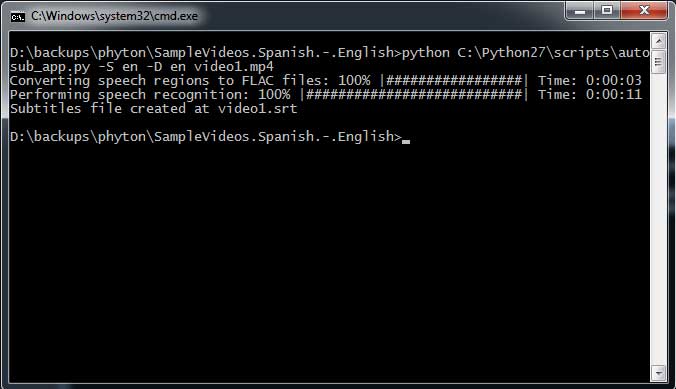 C:\Windows\system32\cmd.exe
D:\backups\phyton\SampleVideos.Spanish.-.English>python C:\Python27\scripts\auto
sub_app.py -S en -D en video1.mp4
Converting speech regions to FLAC files: 100% |#################| Time: 0:00:03
Performing speech recognition: 100% |###########################| Time: 0:00:11
Subtitles file created at video1.srt
D:\backups\phyton\SampleVideos.Spanish.-.English>_